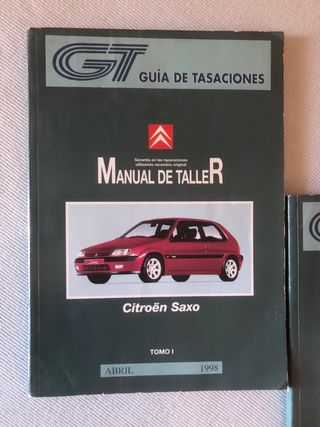 GT GUÍA DE TASACIONES
Garantía en las reparaciones
utilizando recambio original
MANUAL DE TALLER
Citroën Saxo
TOMO I
ABRIL 1998